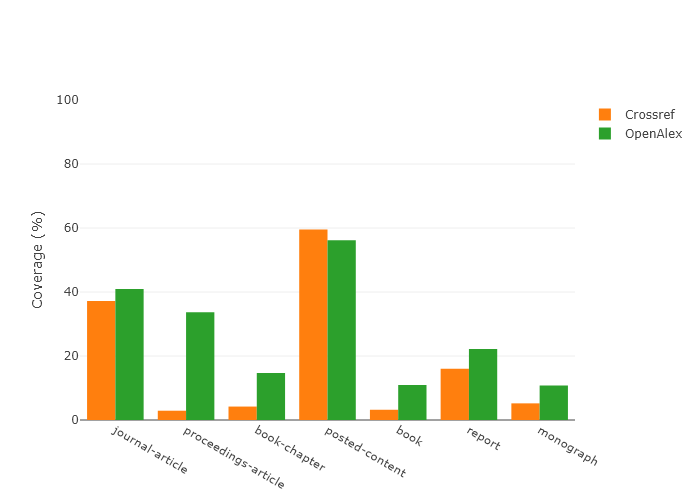 100
80
60
40
20
0
Coverage (%)
journal-article
proceedings-article
book-chapter
posted-content
book
report
monograph
Crossref
OpenAlex